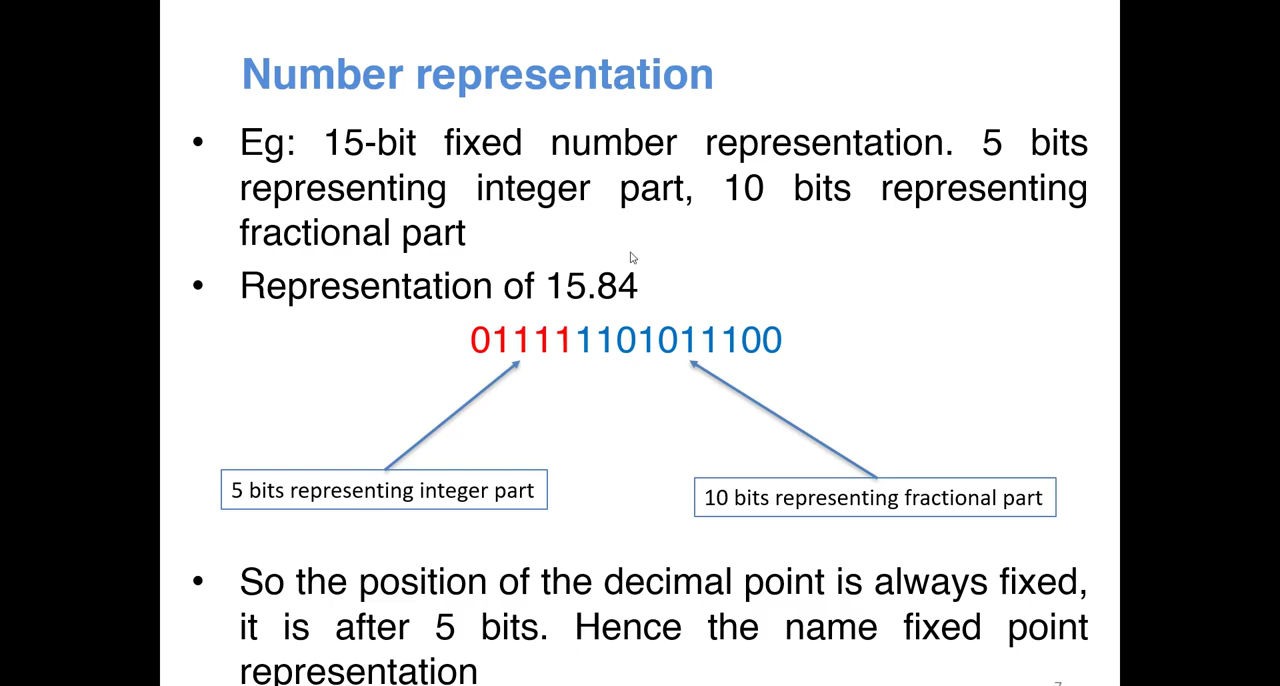 Number representation
• Eg: 15-bit fixed number representation. 5 bits
representing integer part, 10 bits representing
fractional part
• Representation of 15.84
011111101011100
5 bits representing integer part
10 bits representing fractional part
• So the position of the decimal point is always fixed,
it is after 5 bits. Hence the name fixed point
representation